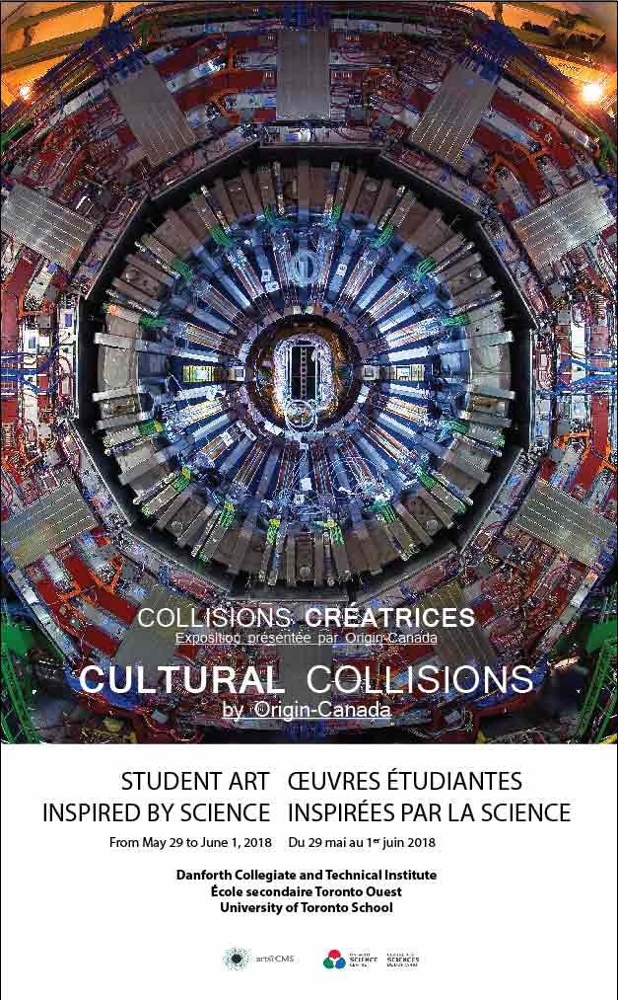 COLLISIONS CRÉATRICES
Exposition présentée par Origin-Canada
CULTURAL COLLISIONS
by Origin-Canada
STUDENT ART
INSPIRED BY SCIENCE
From May 29 to June 1, 2018
ŒUVRES ÉTUDIANTES
INSPIRÉES PAR LA SCIENCE
Du 29 mai au 1er juin 2018
Danforth Collegiate and Technical Institute
École secondaire Toronto Ouest
University of Toronto School
art@CMS
ONTARIO
SCIENCE
CENTRE
CENTRE DES
SCIENCES
DE L'ONTARIO